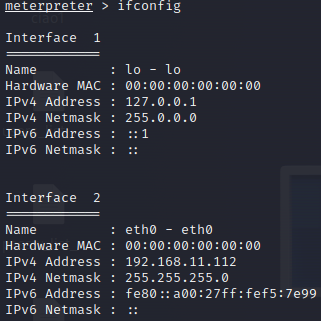 meterpreter > ifconfig
Interface  1
============
Name         : lo - lo
Hardware MAC : 00:00:00:00:00:00
IPv4 Address : 127.0.0.1
IPv4 Netmask : 255.0.0.0
IPv6 Address : ::1
IPv6 Netmask : ::
Interface  2
============
Name         : eth0 - eth0
Hardware MAC : 00:00:00:00:00:00
IPv4 Address : 192.168.11.112
IPv4 Netmask : 255.255.255.0
IPv6 Address : fe80::a00:27ff:fef5:7e99
IPv6 Netmask : ::